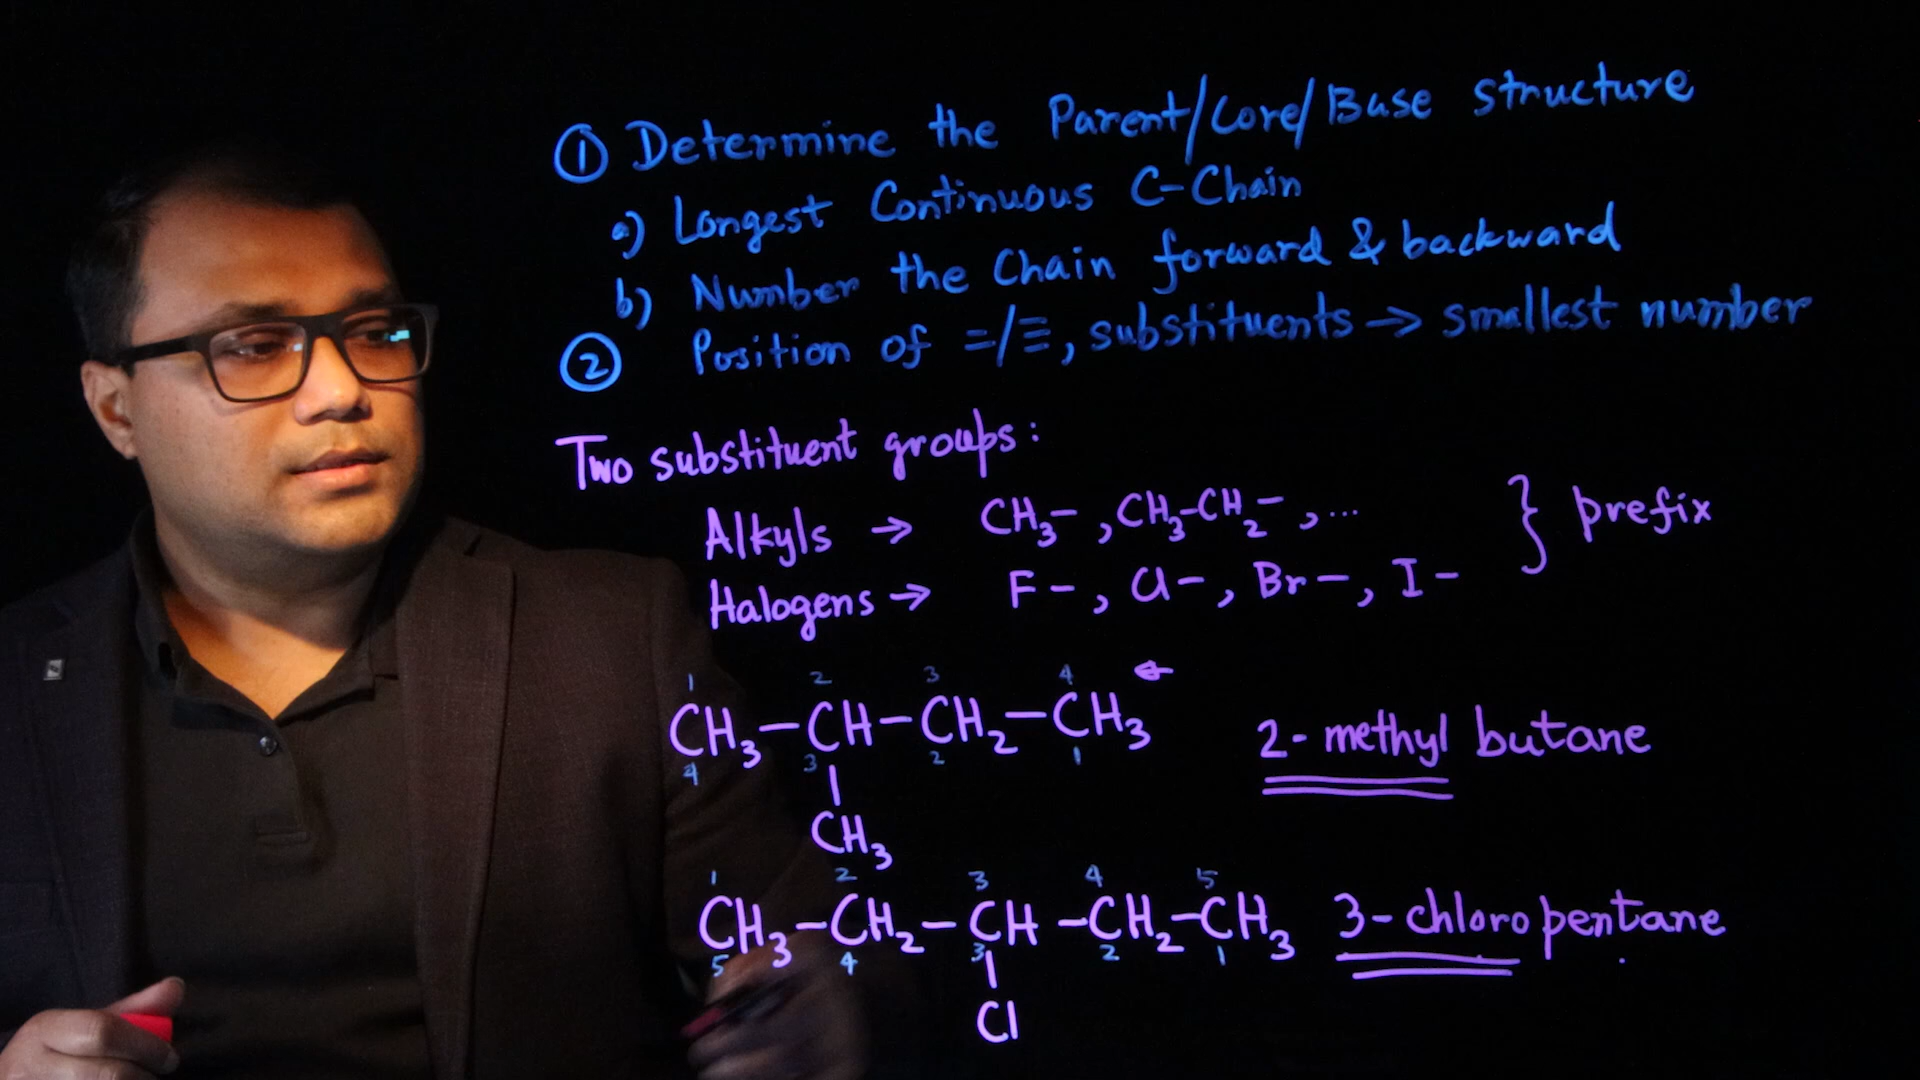 ① Determine the Parent/Core/Base structure
a) Longest Continuous C-Chain
b) Number the Chain forward & backward
② Position of =/≡, substituents → smallest number
Two substituent groups:
Alkyls → CH₃-, CH₃-CH₂-, ...
Halogens → F-, Cl-, Br-, I-
} prefix
1 2 3 4 ←
CH₃-CH-CH₂-CH₃ 2-methyl butane
4 3 2 1
|
CH₃
1 2 3 4 5
CH₃-CH₂-CH-CH₂-CH₃ 3-chloropentane
5 4 3 2 1
|
Cl